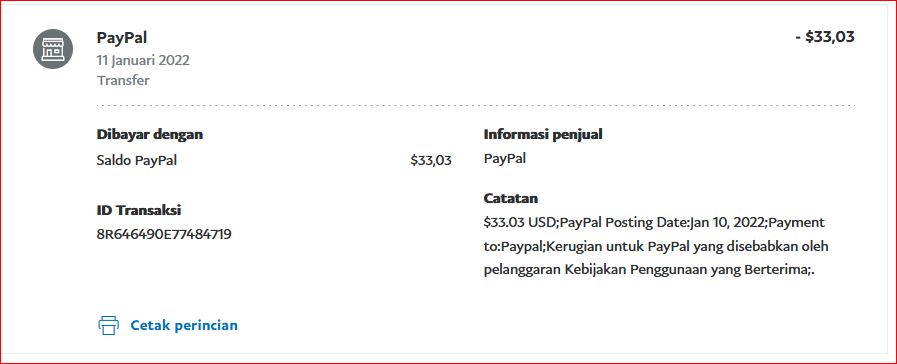 PayPal
- $33,03
11 Januari 2022
Transfer
Dibayar dengan
Saldo PayPal
$33,03
ID Transaksi
8R646490E77484719
Informasi penjual
PayPal
Catatan
$33.03 USD;PayPal Posting Date:Jan 10, 2022;Payment
to:Paypal;Kerugian untuk PayPal yang disebabkan oleh
pelanggaran Kebijakan Penggunaan yang Berterima;.
Cetak perincian